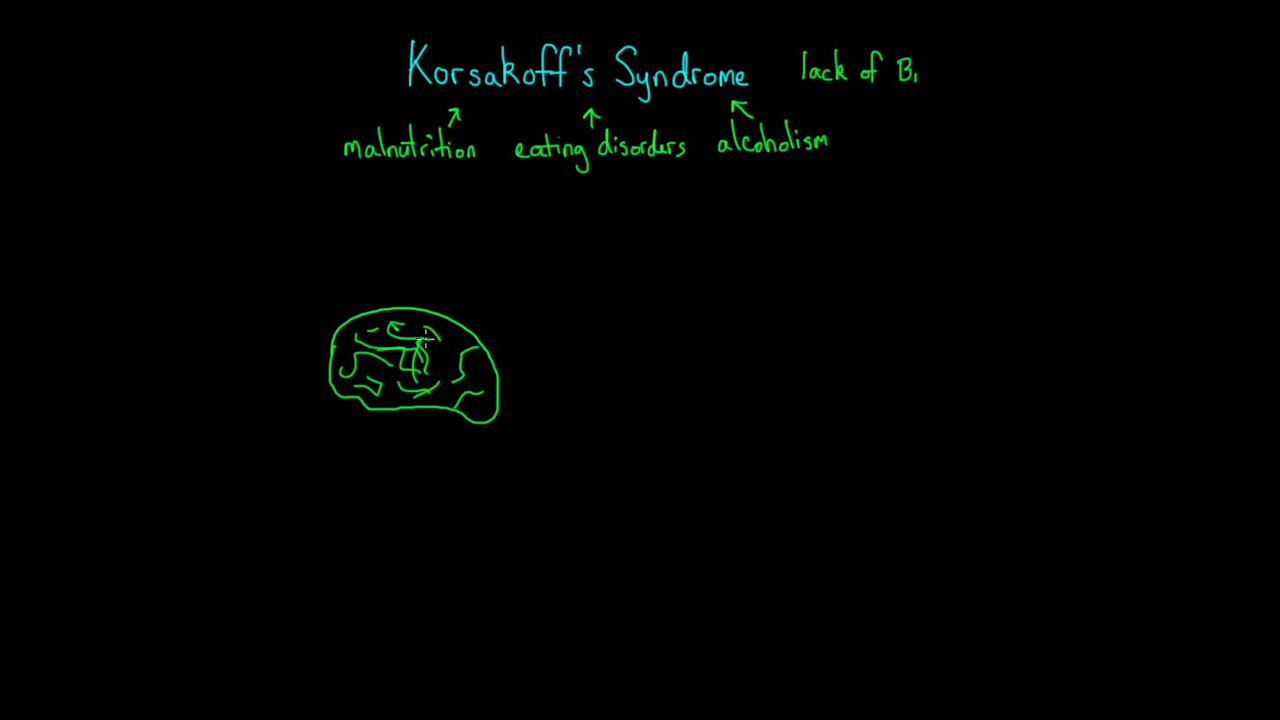 Korsakoff's Syndrome lack of B₁
malnutrition eating disorders alcoholism